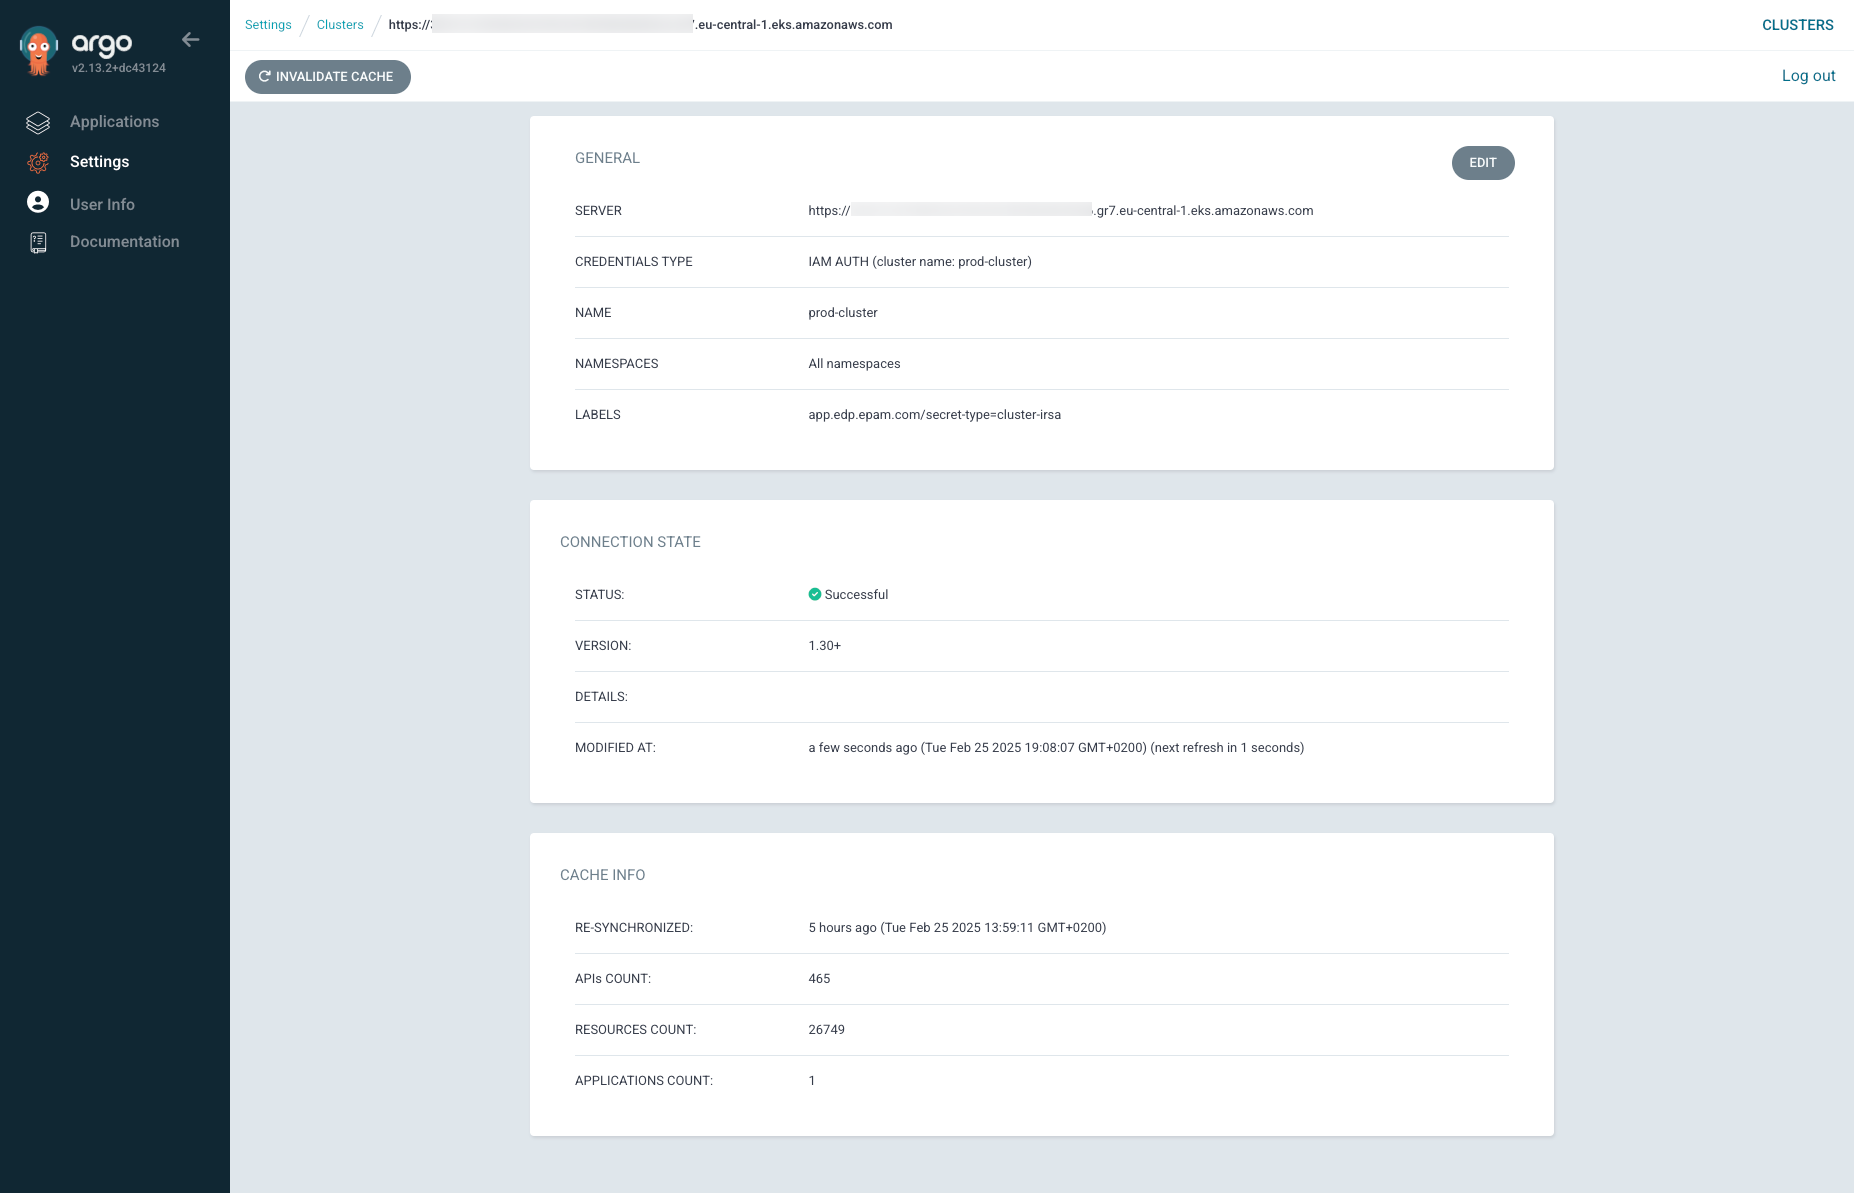 argo
v2.13.2+dc43124
Applications
Settings
User Info
Documentation
Settings / Clusters / https:// .eu-central-1.eks.amazonaws.com
CLUSTERS
INVALIDATE CACHE
Log out
GENERAL
EDIT
SERVER https:// .gr7.eu-central-1.eks.amazonaws.com
CREDENTIALS TYPE IAM AUTH (cluster name: prod-cluster)
NAME prod-cluster
NAMESPACES All namespaces
LABELS app.edp.epam.com/secret-type=cluster-irsa
CONNECTION STATE
STATUS: Successful
VERSION: 1.30+
DETAILS:
MODIFIED AT: a few seconds ago (Tue Feb 25 2025 19:08:07 GMT+0200) (next refresh in 1 seconds)
CACHE INFO
RE-SYNCHRONIZED: 5 hours ago (Tue Feb 25 2025 13:59:11 GMT+0200)
APIs COUNT: 465
RESOURCES COUNT: 26749
APPLICATIONS COUNT: 1